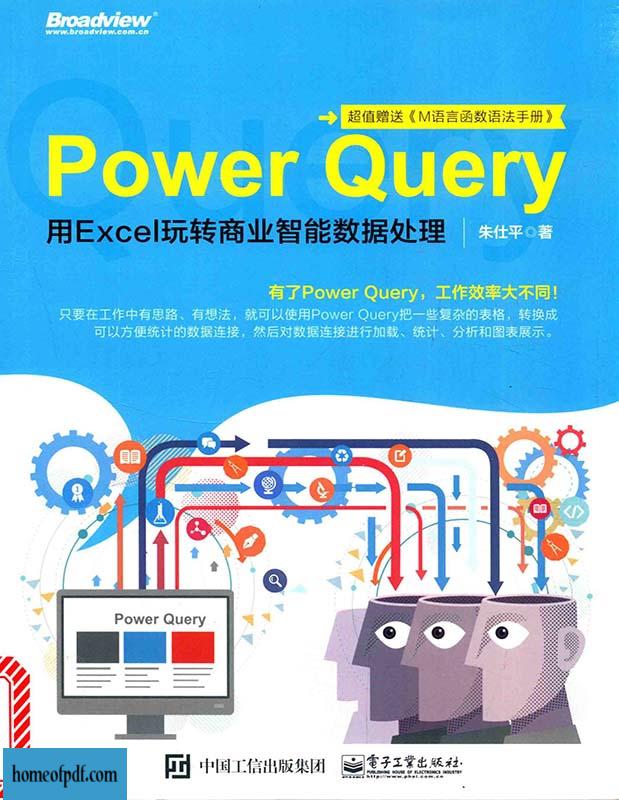 Broadview®
www.broadview.com.cn
超值赠送《M语言函数语法手册》
Query
Power Query
用Excel玩转商业智能数据处理
朱仕平◎著
有了Power Query，工作效率大不同！
只要在工作中有思路、有想法，就可以使用Power Query把一些复杂的表格，转换成
可以方便统计的数据连接，然后对数据连接进行加载、统计、分析和图表展示。
</>
Power Query
中国工信出版集团
电子工业出版社
PUBLISHING HOUSE OF ELECTRONICS INDUSTRY
homeofpdf.com